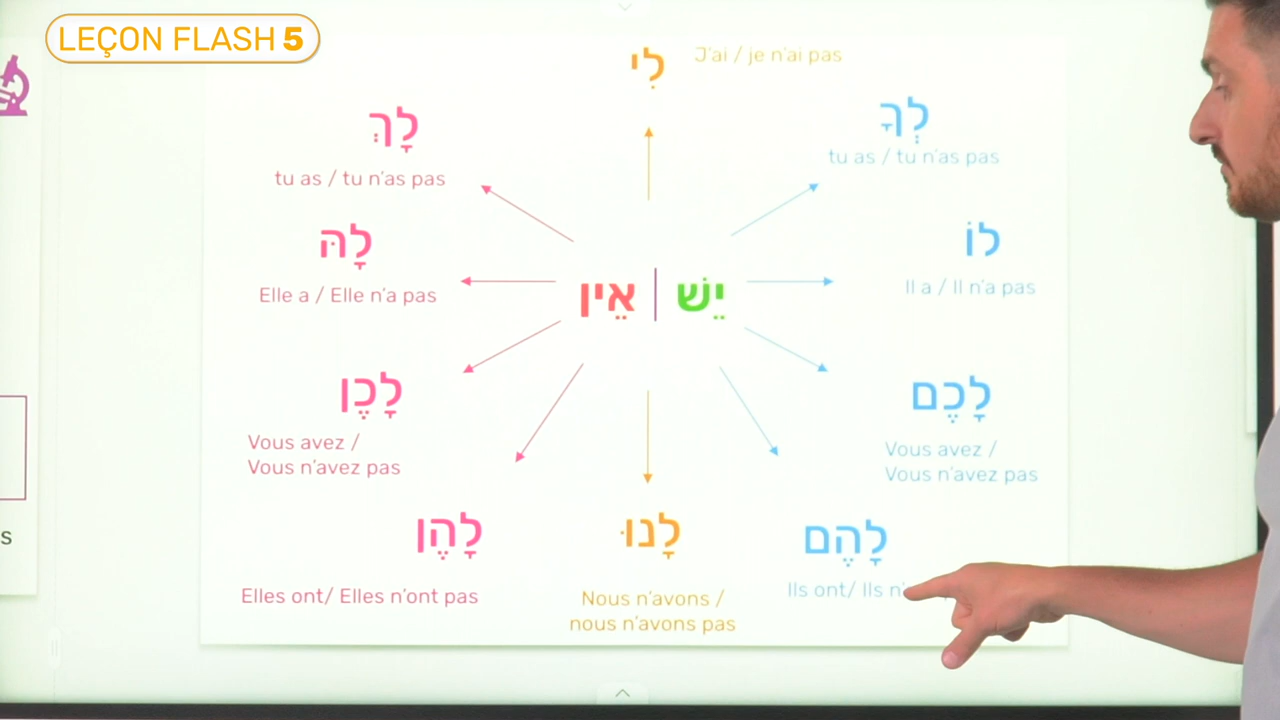 LEÇON FLASH 5
לִי
J'ai / je n'ai pas
לָךְ
tu as / tu n'as pas
לְךָ
tu as / tu n'as pas
לָהּ
Elle a / Elle n'a pas
לוֹ
Il a / Il n'a pas
אֵין | יֵשׁ
לָכֶן
Vous avez /
Vous n'avez pas
לָכֶם
Vous avez /
Vous n'avez pas
לָהֶן
Elles ont/ Elles n'ont pas
לָנוּ
Nous n'avons /
nous n'avons pas
לָהֶם
Ils ont/ Ils
s